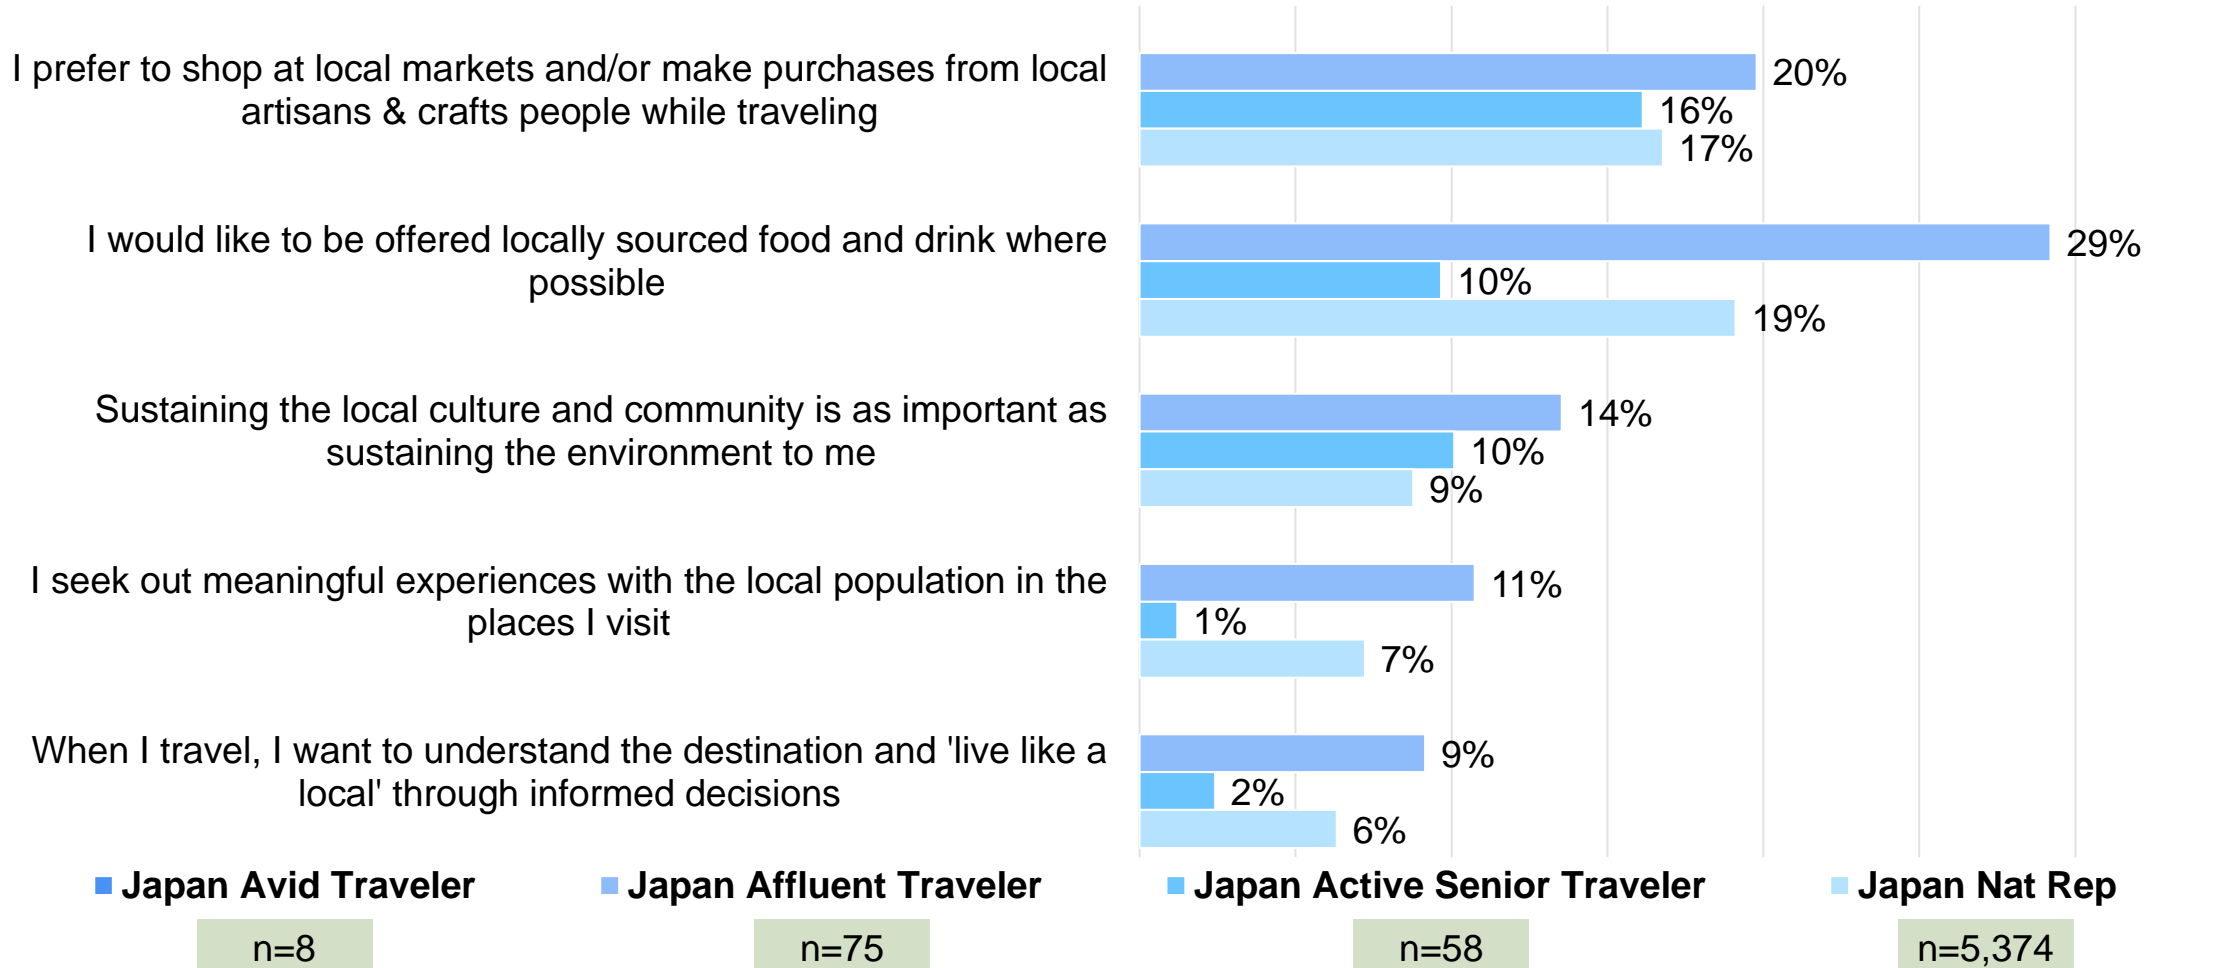 I prefer to shop at local markets and/or make purchases from local
artisans & crafts people while traveling
20%
16%
17%
I would like to be offered locally sourced food and drink where
possible
29%
10%
19%
Sustaining the local culture and community is as important as
sustaining the environment to me
14%
10%
9%
I seek out meaningful experiences with the local population in the
places I visit
11%
1%
7%
When I travel, I want to understand the destination and 'live like a
local' through informed decisions
9%
2%
6%
Japan Avid Traveler
Japan Affluent Traveler
Japan Active Senior Traveler
Japan Nat Rep
n=8
n=75
n=58
n=5,374